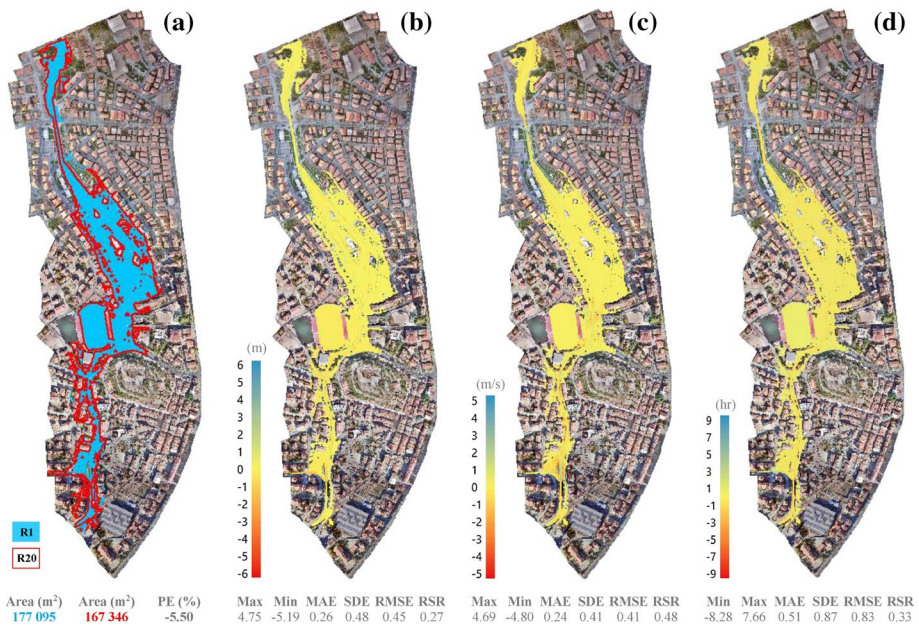 (a) (b) (c) (d)
(m)
6
5
4
3
2
1
0
-1
-2
-3
-4
-5
-6
(m/s)
5
4
3
2
1
0
-1
-2
-3
-4
-5
(hr)
9
7
5
3
1
-1
-3
-5
-7
-9
R1
R20
Area (m²) Area (m²) PE (%)
177 095 167 346 -5.50
Max Min MAE SDE RMSE RSR
4.75 -5.19 0.26 0.48 0.45 0.27
Max Min MAE SDE RMSE RSR
4.69 -4.80 0.24 0.41 0.41 0.48
Max Min MAE SDE RMSE RSR
-8.28 7.66 0.51 0.87 0.83 0.33